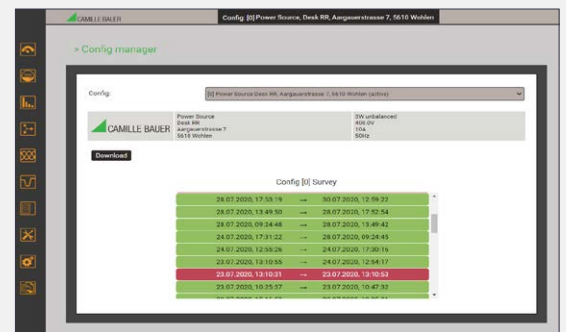 CAMILLE BAUER
Config: [0] Power Source, Desk RR, Aargauerstrasse 7, 5610 Wohlen
» Config manager
Config:
[0] Power Source Desk RR, Aargauerstrasse 7, 5610 Wohlen (active)
CAMILLE BAUER
Power Source
Desk RR
Aargauerstrasse 7
5610 Wohlen
3W unbalanced
400.0V
10A
50Hz
Download
Config [0] Survey
28.07.2020, 17:53:19 → 30.07.2020, 12:59:22
28.07.2020, 13:49:50 → 28.07.2020, 17:52:54
28.07.2020, 09:24:48 → 28.07.2020, 13:49:42
24.07.2020, 17:31:22 → 28.07.2020, 09:24:45
24.07.2020, 12:55:26 → 24.07.2020, 17:30:16
23.07.2020, 13:10:55 → 24.07.2020, 12:54:17
23.07.2020, 13:10:31 → 23.07.2020, 13:10:53
23.07.2020, 10:25:37 → 23.07.2020, 10:47:32